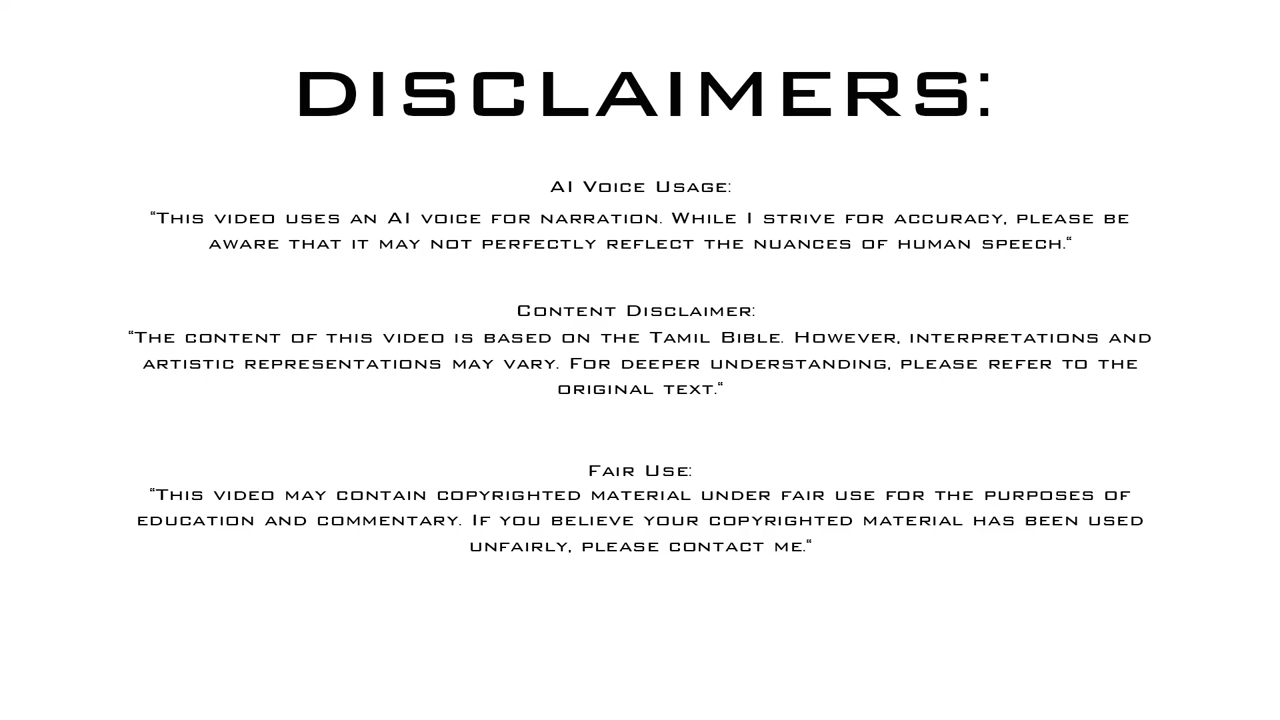 DISCLAIMERS:
AI Voice Usage:
“This video uses an AI voice for narration. While I strive for accuracy, please be
aware that it may not perfectly reflect the nuances of human speech.“
Content Disclaimer:
“The content of this video is based on the Tamil Bible. However, interpretations and
artistic representations may vary. For deeper understanding, please refer to the
original text.“
Fair Use:
“This video may contain copyrighted material under fair use for the purposes of
education and commentary. If you believe your copyrighted material has been used
unfairly, please contact me.“